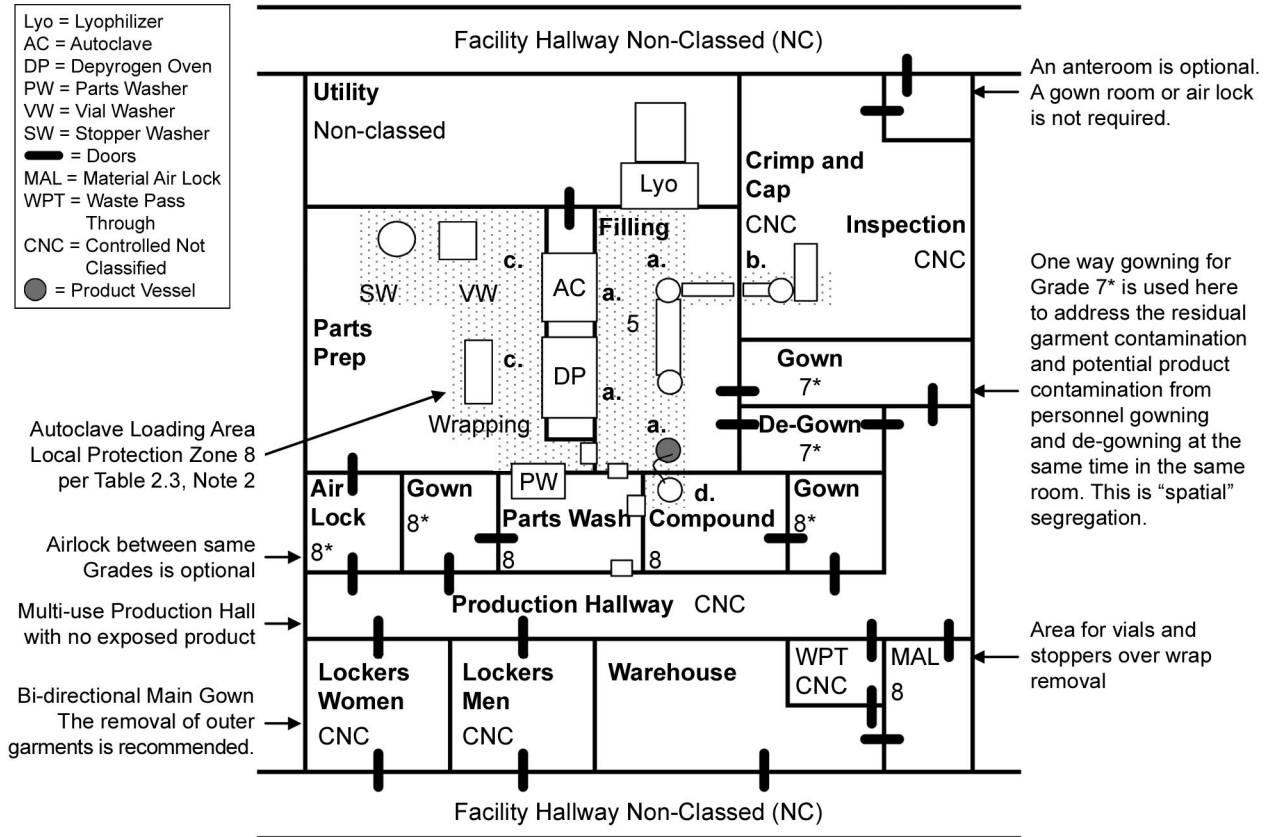 Lyo = Lyophilizer
AC = Autoclave
DP = Depyrogen Oven
PW = Parts Washer
VW = Vial Washer
SW = Stopper Washer
= Doors
MAL = Material Air Lock
WPT = Waste Pass
Through
CNC = Controlled Not
Classified
= Product Vessel
Facility Hallway Non-Classed (NC)
An anteroom is optional.
A gown room or air lock
is not required.
Utility
Non-classed
Lyo
Crimp and
Cap
CNC
Inspection
CNC
Filling
c.
a.
b.
AC
a.
SW
VW
5
Parts
Prep
c.
DP
a.
Wrapping
a.
Gown
7*
De-Gown
7*
One way gowning for
Grade 7* is used here
to address the residual
garment contamination
and potential product
contamination from
personnel gowning
and de-gowning at the
same time in the same
room. This is “spatial”
segregation.
Autoclave Loading Area
Local Protection Zone 8
per Table 2.3, Note 2
Air
Lock
8*
Gown
8*
PW
Parts Wash
8
d.
Compound
8
Gown
8*
Airlock between same
Grades is optional
Production Hallway CNC
Multi-use Production Hall
with no exposed product
Lockers
Women
CNC
Lockers
Men
CNC
Warehouse
WPT
CNC
MAL
8
Area for vials and
stoppers over wrap
removal
Bi-directional Main Gown
The removal of outer
garments is recommended.
Facility Hallway Non-Classed (NC)